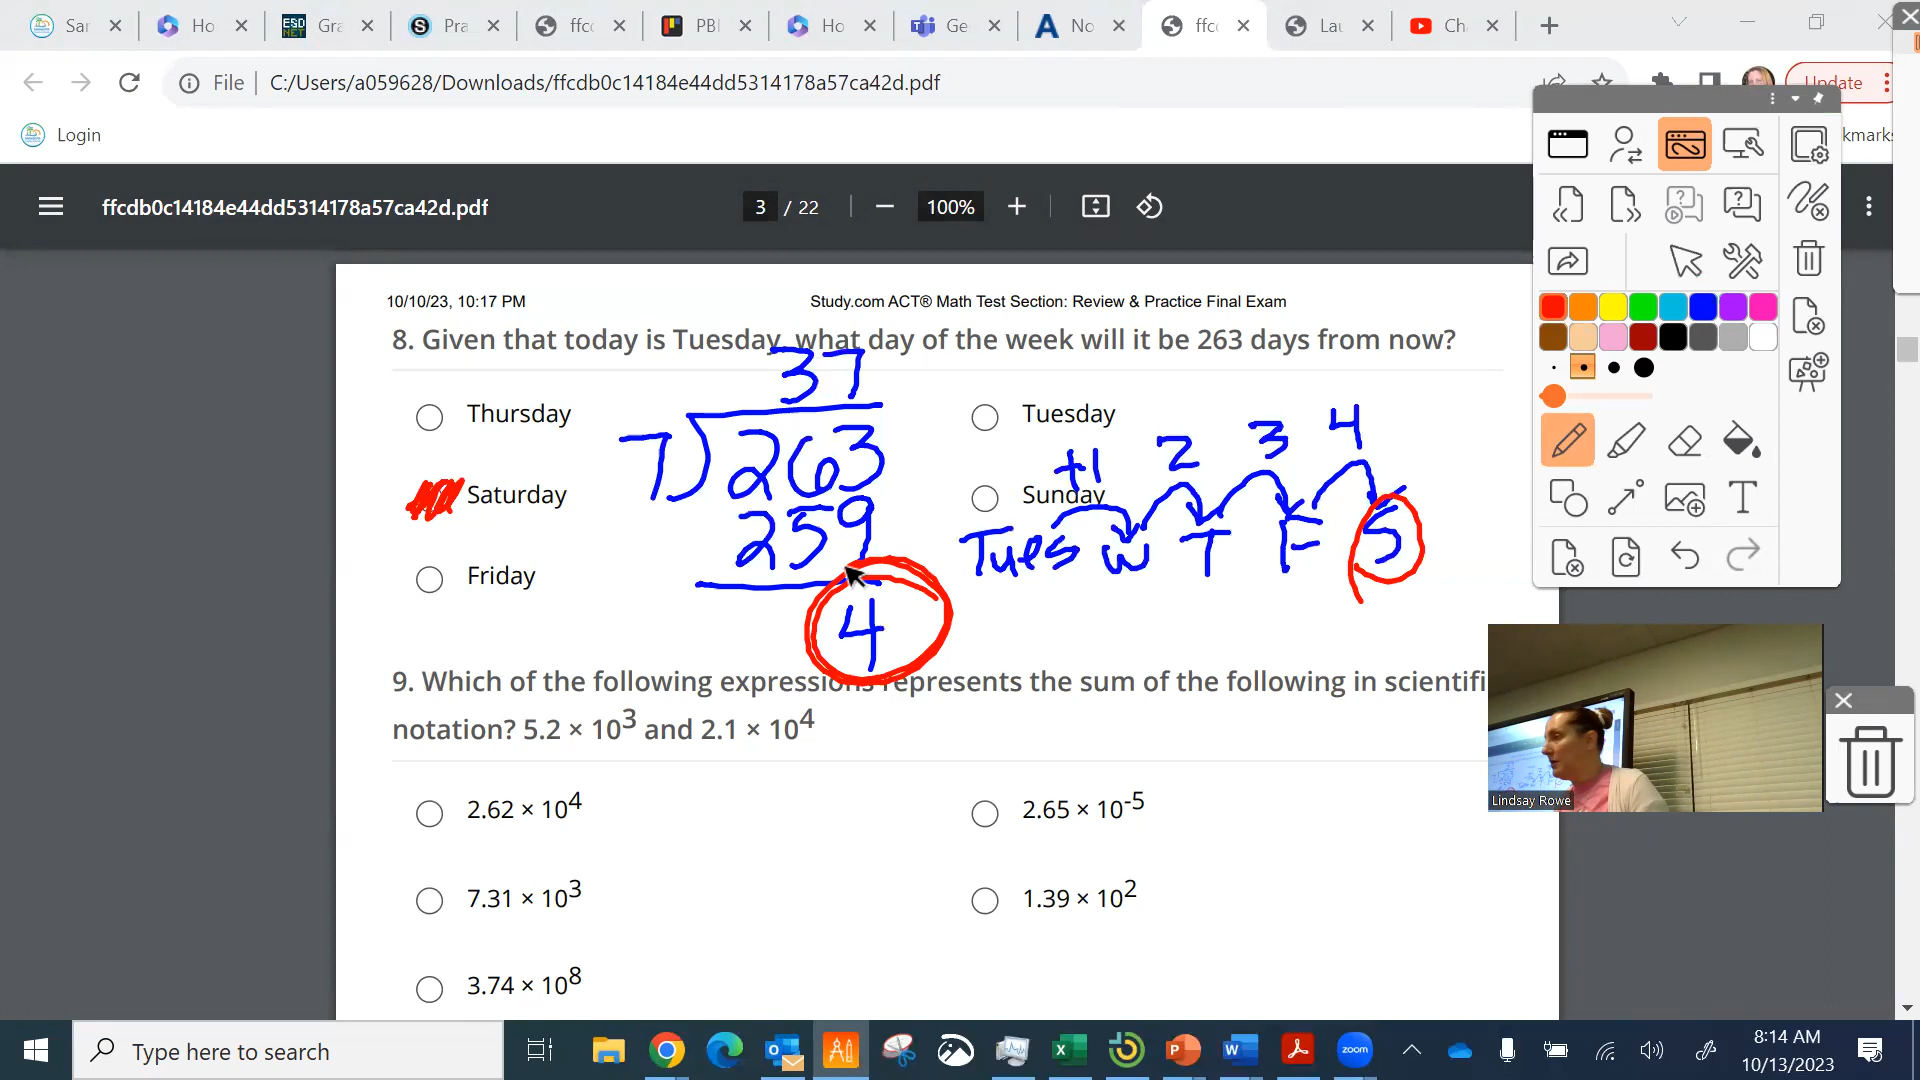 Sar
Ho
Gra
Pra
ffcc
PBI
Ho
Ge
No
ffcc
Lau
Ch
File
C:/Users/a059628/Downloads/ffcdb0c14184e44dd5314178a57ca42d.pdf
Update
Login
kmarks
ffcdb0c14184e44dd5314178a57ca42d.pdf
3 / 22
100%
10/10/23, 10:17 PM
Study.com ACT® Math Test Section: Review & Practice Final Exam
8. Given that today is Tuesday, what day of the week will it be 263 days from now?
37
Thursday
Tuesday
7 263
+1 2 3 4
Saturday
Sunday
259
Tues W T F S
Friday
4
9. Which of the following expressions represents the sum of the following in scientifi
notation? 5.2 × 10³ and 2.1 × 10⁴
2.62 × 10⁴
2.65 × 10⁻⁵
7.31 × 10³
1.39 × 10²
3.74 × 10⁸
Lindsay Rowe
Type here to search
zoom
8:14 AM
10/13/2023